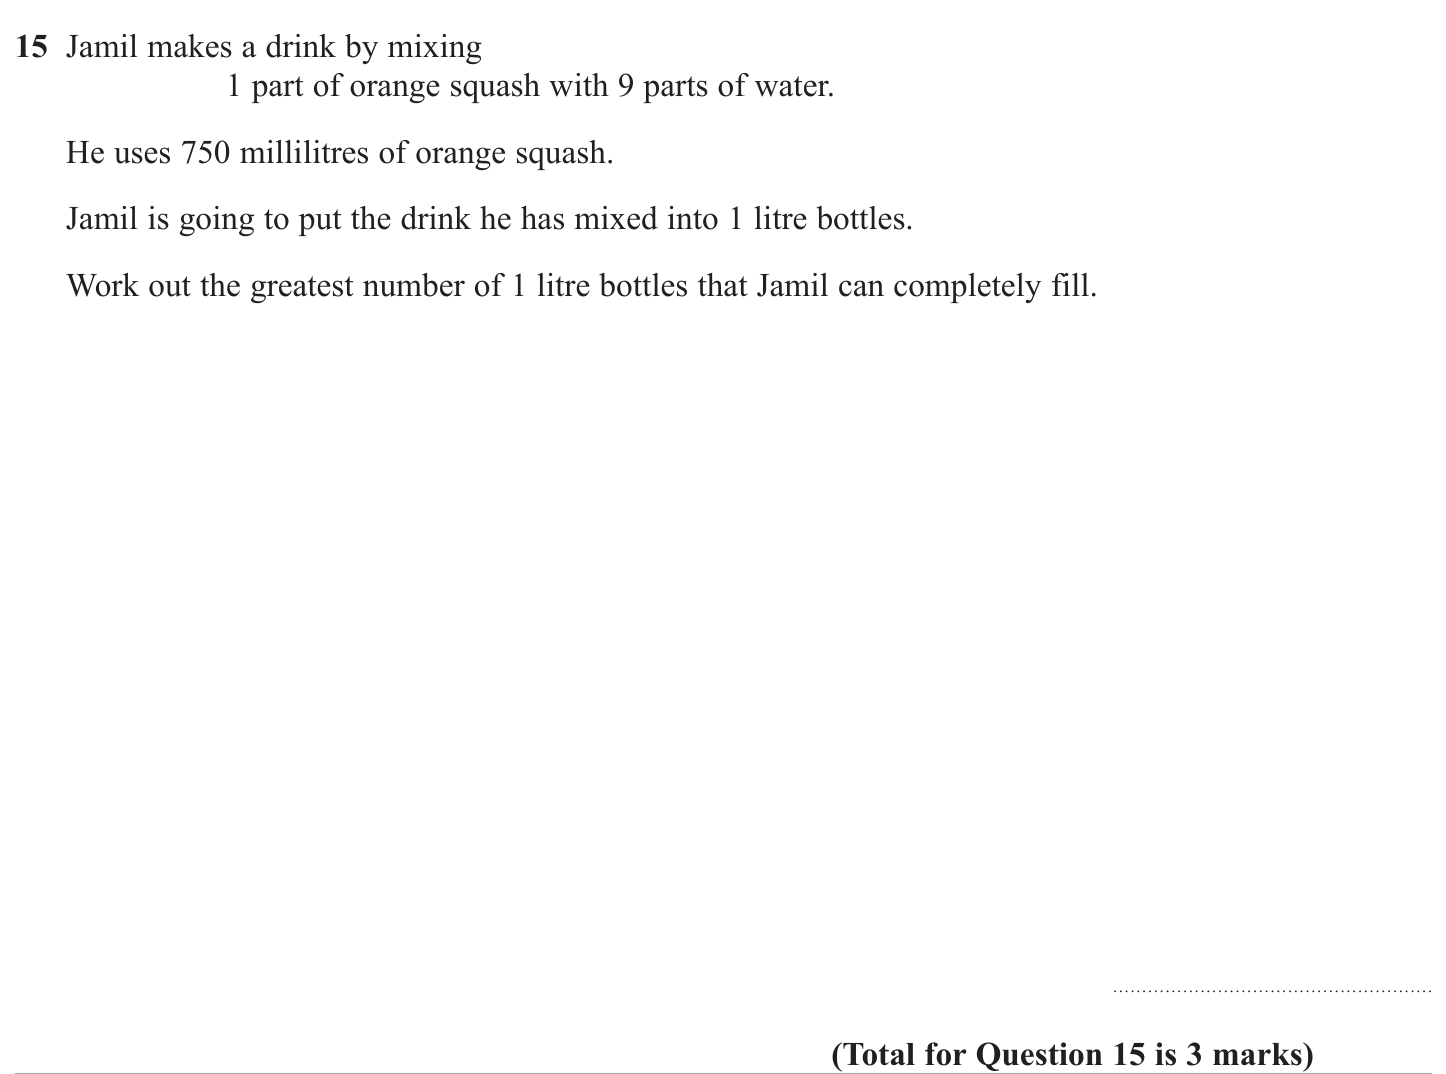 15 Jamil makes a drink by mixing
1 part of orange squash with 9 parts of water.
He uses 750 millilitres of orange squash.
Jamil is going to put the drink he has mixed into 1 litre bottles.
Work out the greatest number of 1 litre bottles that Jamil can completely fill.
(Total for Question 15 is 3 marks)